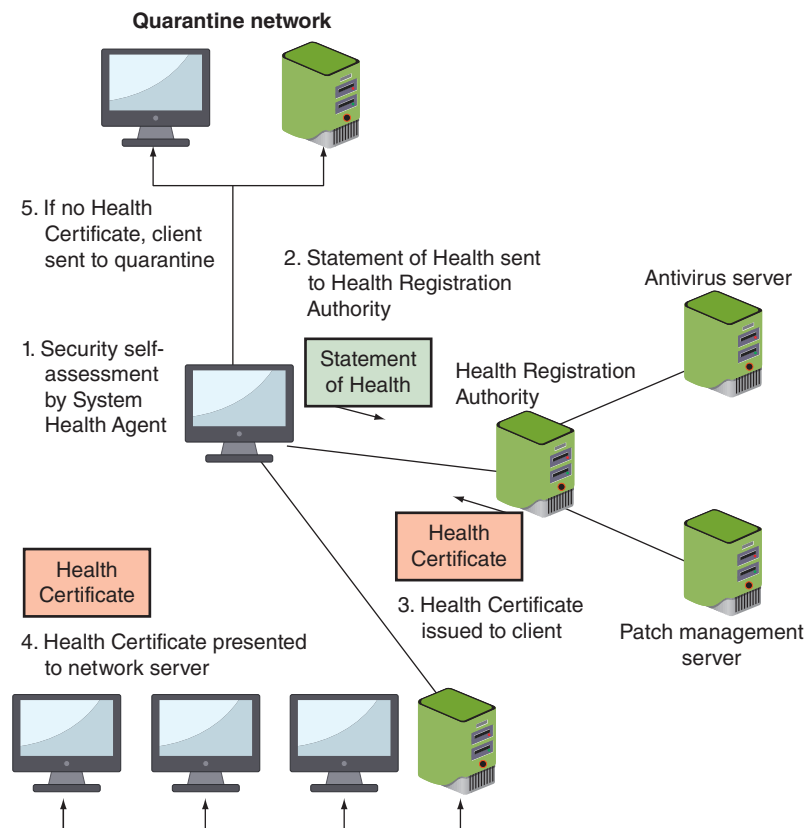 Quarantine network
5. If no Health
Certificate, client
sent to quarantine
2. Statement of Health sent
to Health Registration
Authority
Antivirus server
1. Security self-
assessment
by System
Health Agent
Statement
of Health
Health Registration
Authority
Health
Certificate
Health
Certificate
3. Health Certificate
issued to client
4. Health Certificate presented
to network server
Patch management
server